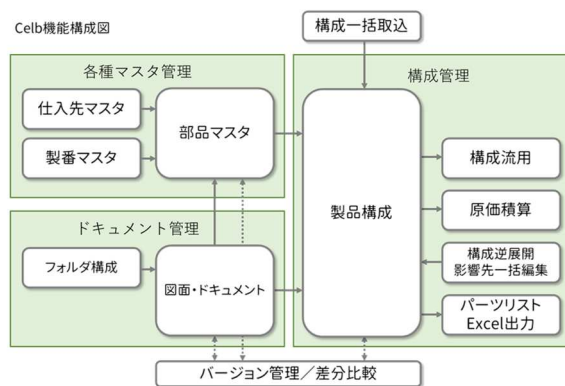 Celb機能構成図
構成一括取込
各種マスタ管理
構成管理
仕入先マスタ
部品マスタ
製番マスタ
構成流用
製品構成
原価積算
ドキュメント管理
フォルダ構成
図面・ドキュメント
構成逆展開
影響先一括編集
パーツリスト
Excel出力
バージョン管理／差分比較